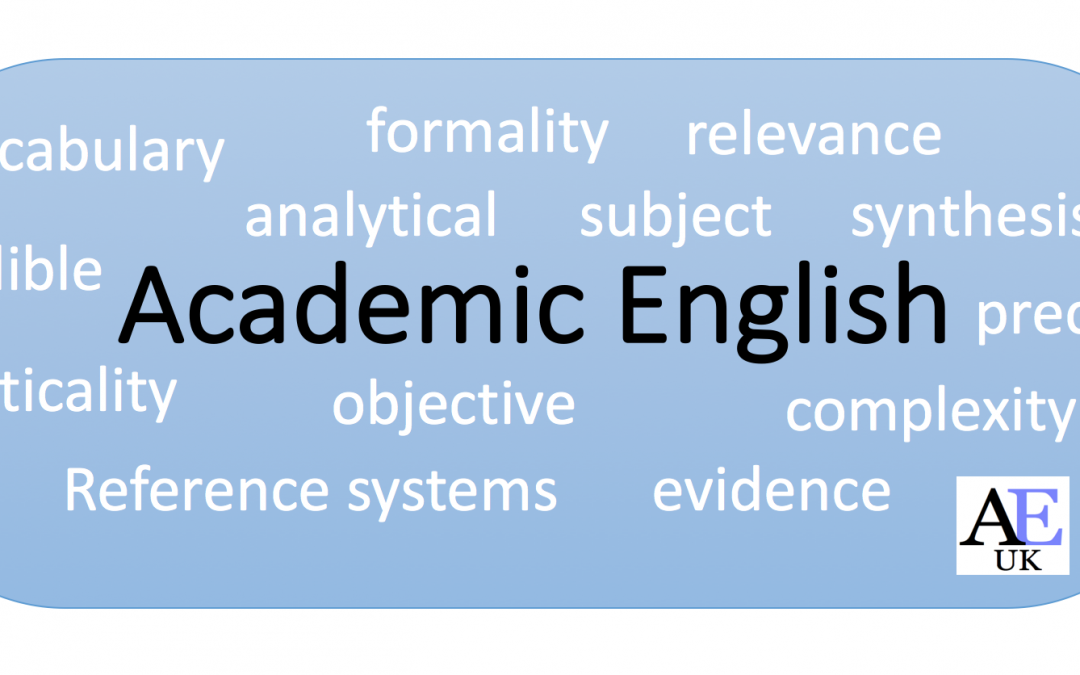 cabulary formality relevance
analytical subject synthesis
lible Academic English prec
ticality objective complexity
Reference systems evidence
AE
UK